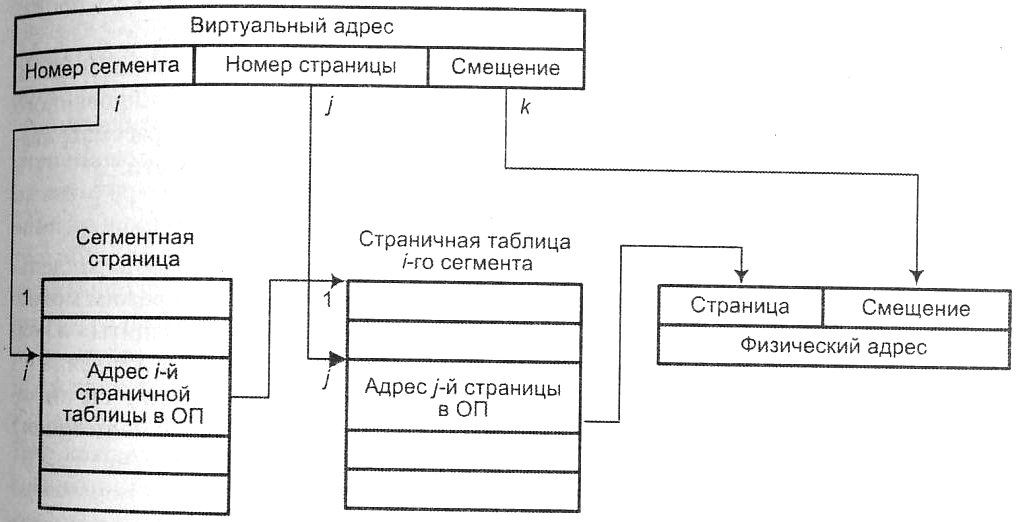 Виртуальный адрес
Номер сегмента
Номер страницы
Смещение
i
j
k
Сегментная
страница
Страничная таблица
i-го сегмента
1
i
Адрес i-й
страничной
таблицы в ОП
1
j
Адрес j-й страницы
в ОП
Страница
Смещение
Физический адрес